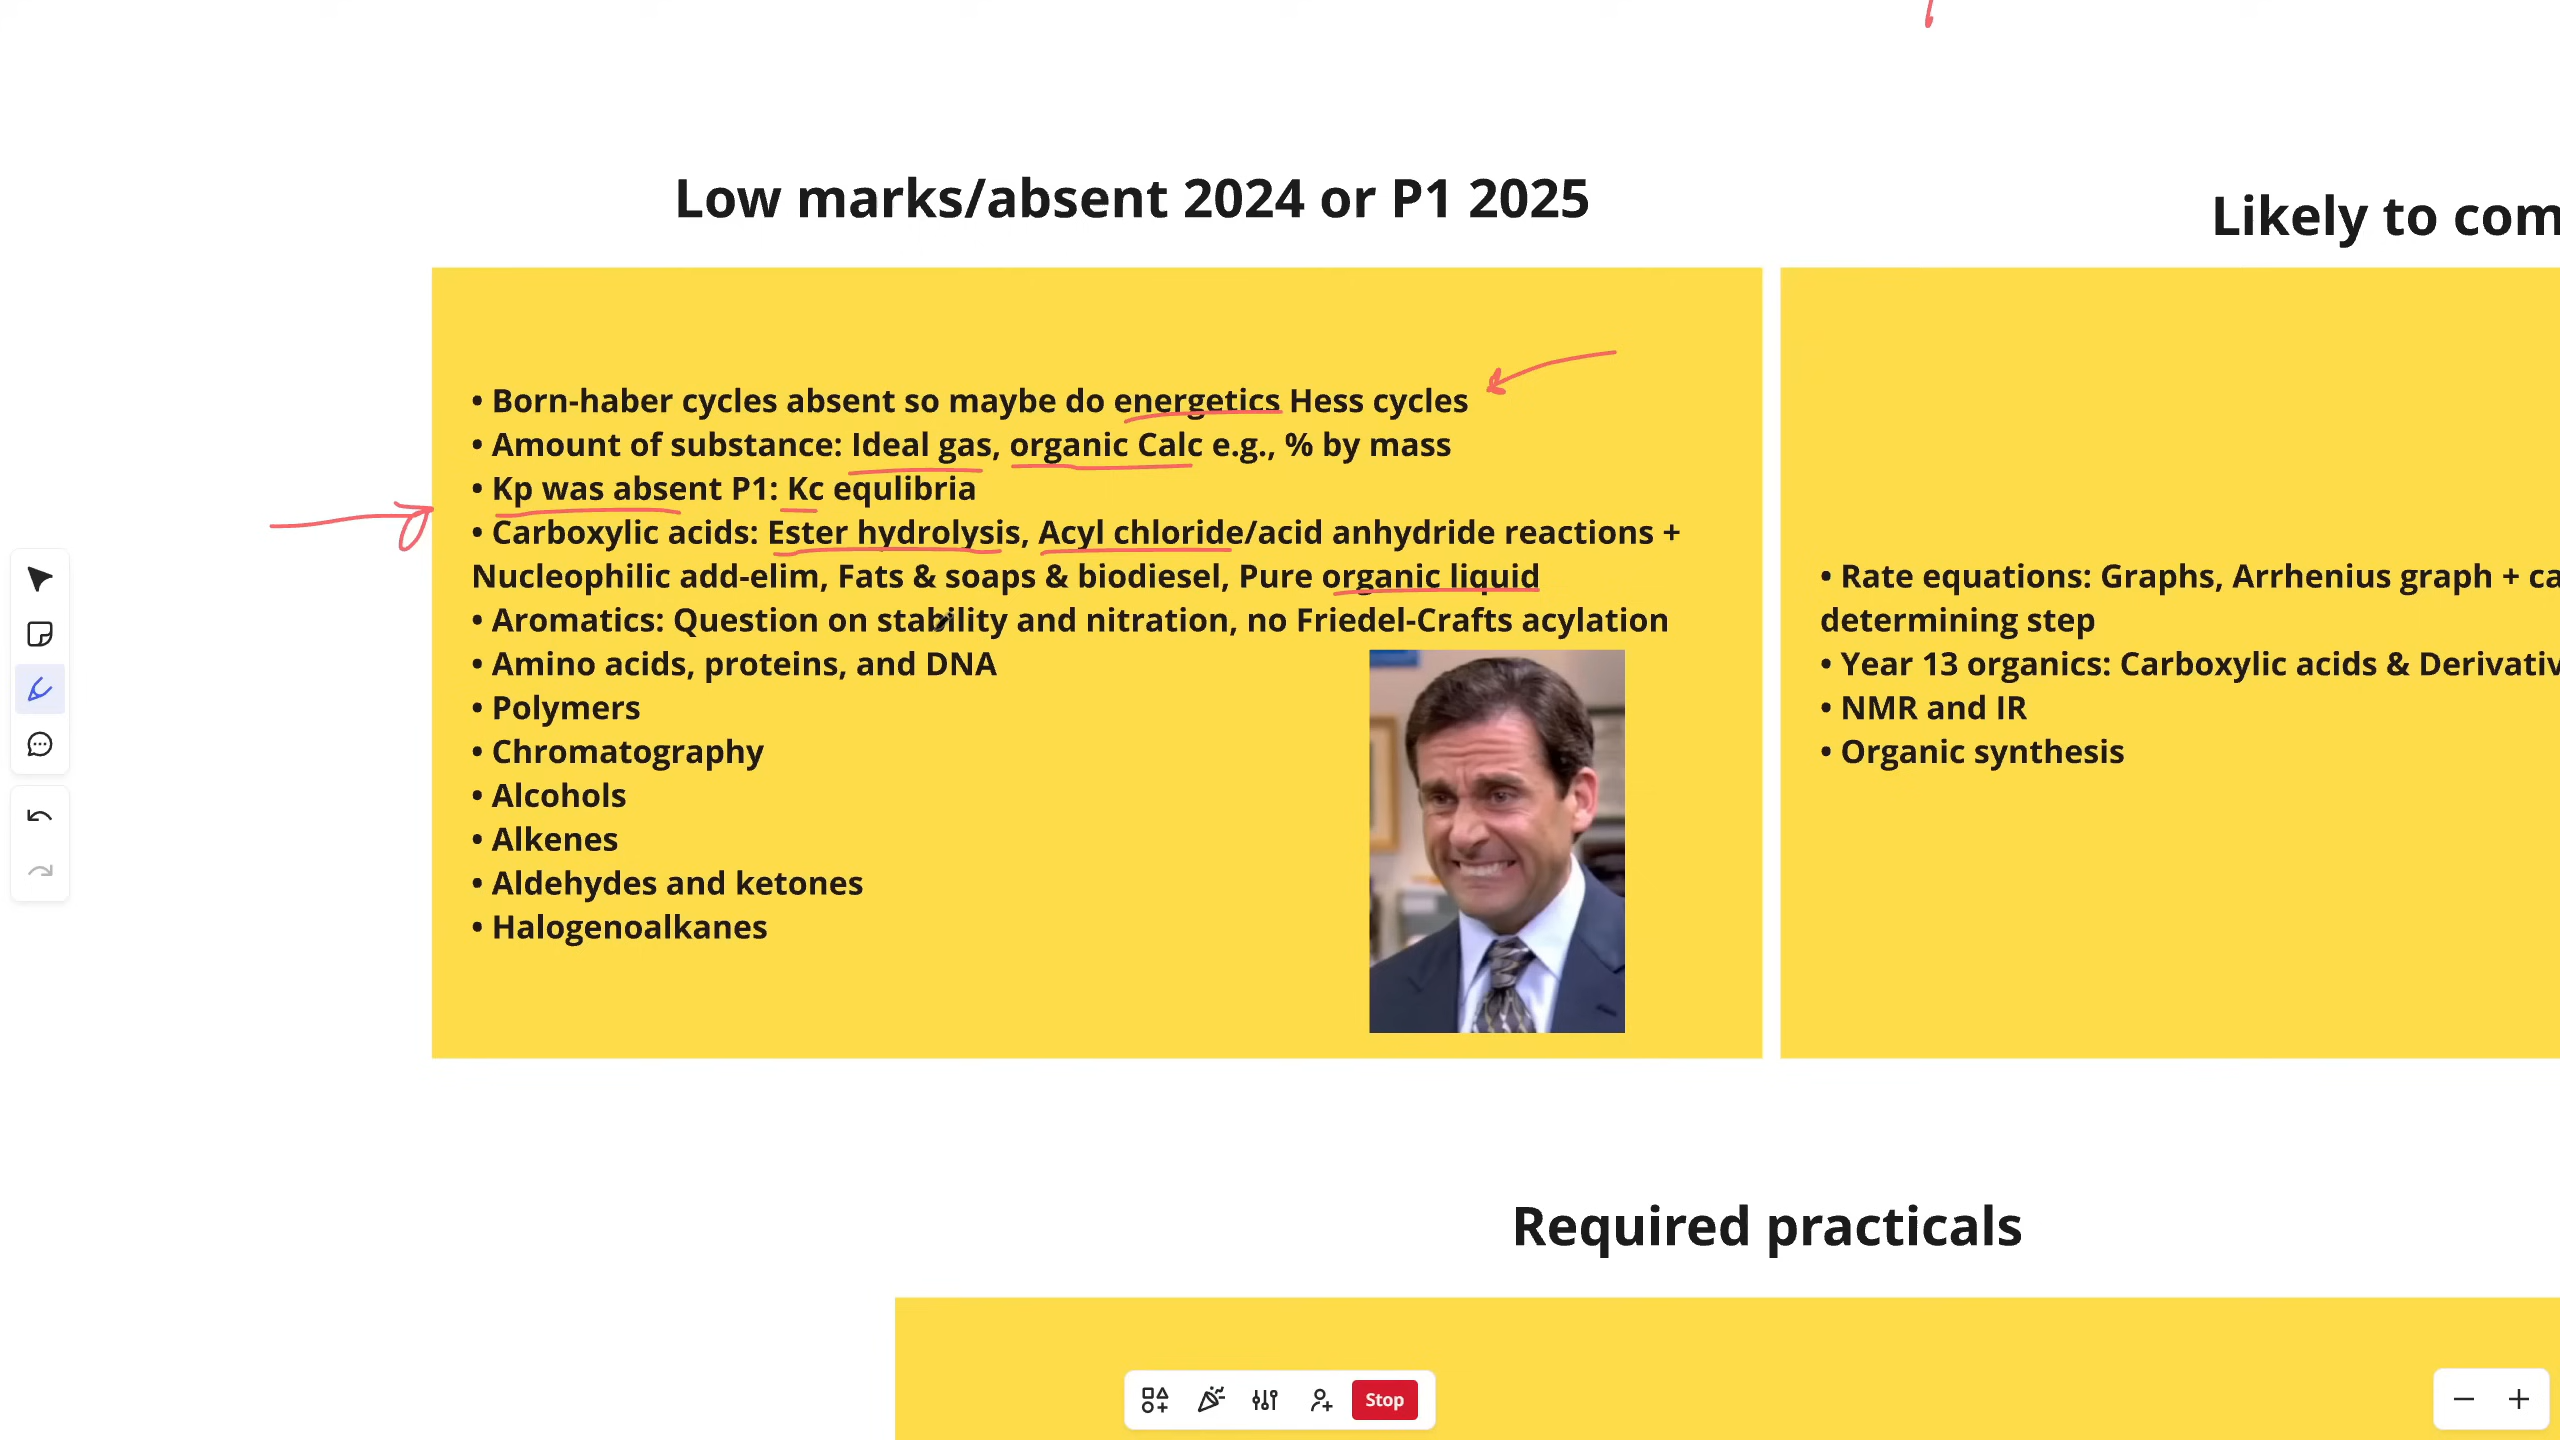 Low marks/absent 2024 or P1 2025
Likely to com
• Born-haber cycles absent so maybe do energetics Hess cycles
• Amount of substance: Ideal gas, organic Calc e.g., % by mass
• Kp was absent P1: Kc equlibria
• Carboxylic acids: Ester hydrolysis, Acyl chloride/acid anhydride reactions +
Nucleophilic add-elim, Fats & soaps & biodiesel, Pure organic liquid
• Aromatics: Question on stability and nitration, no Friedel-Crafts acylation
• Amino acids, proteins, and DNA
• Polymers
• Chromatography
• Alcohols
• Alkenes
• Aldehydes and ketones
• Halogenoalkanes
• Rate equations: Graphs, Arrhenius graph + ca
determining step
• Year 13 organics: Carboxylic acids & Derivativ
• NMR and IR
• Organic synthesis
Required practicals
Stop